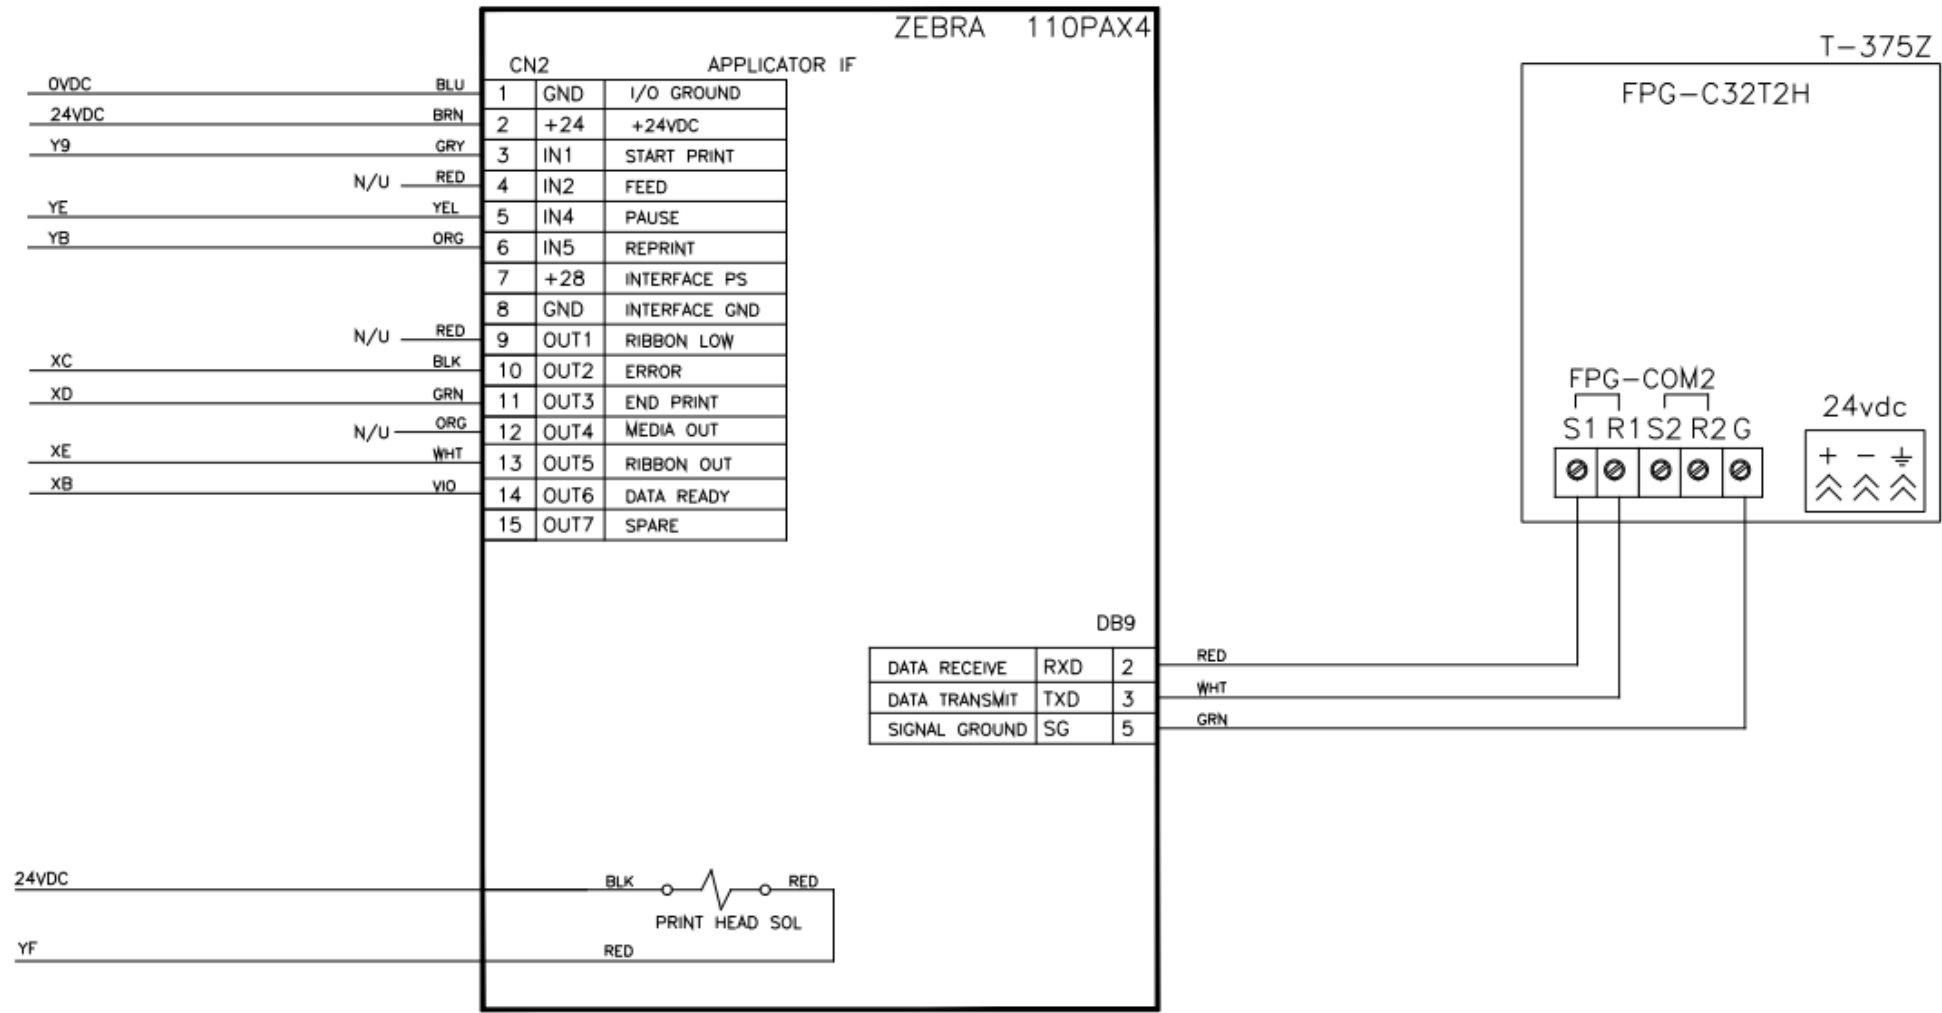 ZEBRA 110PAX4
CN2 APPLICATOR IF
0VDC BLU 1 GND I/O GROUND
24VDC BRN 2 +24 +24VDC
Y9 GRY 3 IN1 START PRINT
N/U RED 4 IN2 FEED
YE YEL 5 IN4 PAUSE
YB ORG 6 IN5 REPRINT
7 +28 INTERFACE PS
8 GND INTERFACE GND
N/U RED 9 OUT1 RIBBON LOW
XC BLK 10 OUT2 ERROR
XD GRN 11 OUT3 END PRINT
N/U ORG 12 OUT4 MEDIA OUT
XE WHT 13 OUT5 RIBBON OUT
XB VIO 14 OUT6 DATA READY
15 OUT7 SPARE
DB9
DATA RECEIVE RXD 2 RED
DATA TRANSMIT TXD 3 WHT
SIGNAL GROUND SG 5 GRN
24VDC BLK RED
PRINT HEAD SOL
YF RED
T-375Z
FPG-C32T2H
FPG-COM2
S1 R1 S2 R2 G
24vdc
+ -